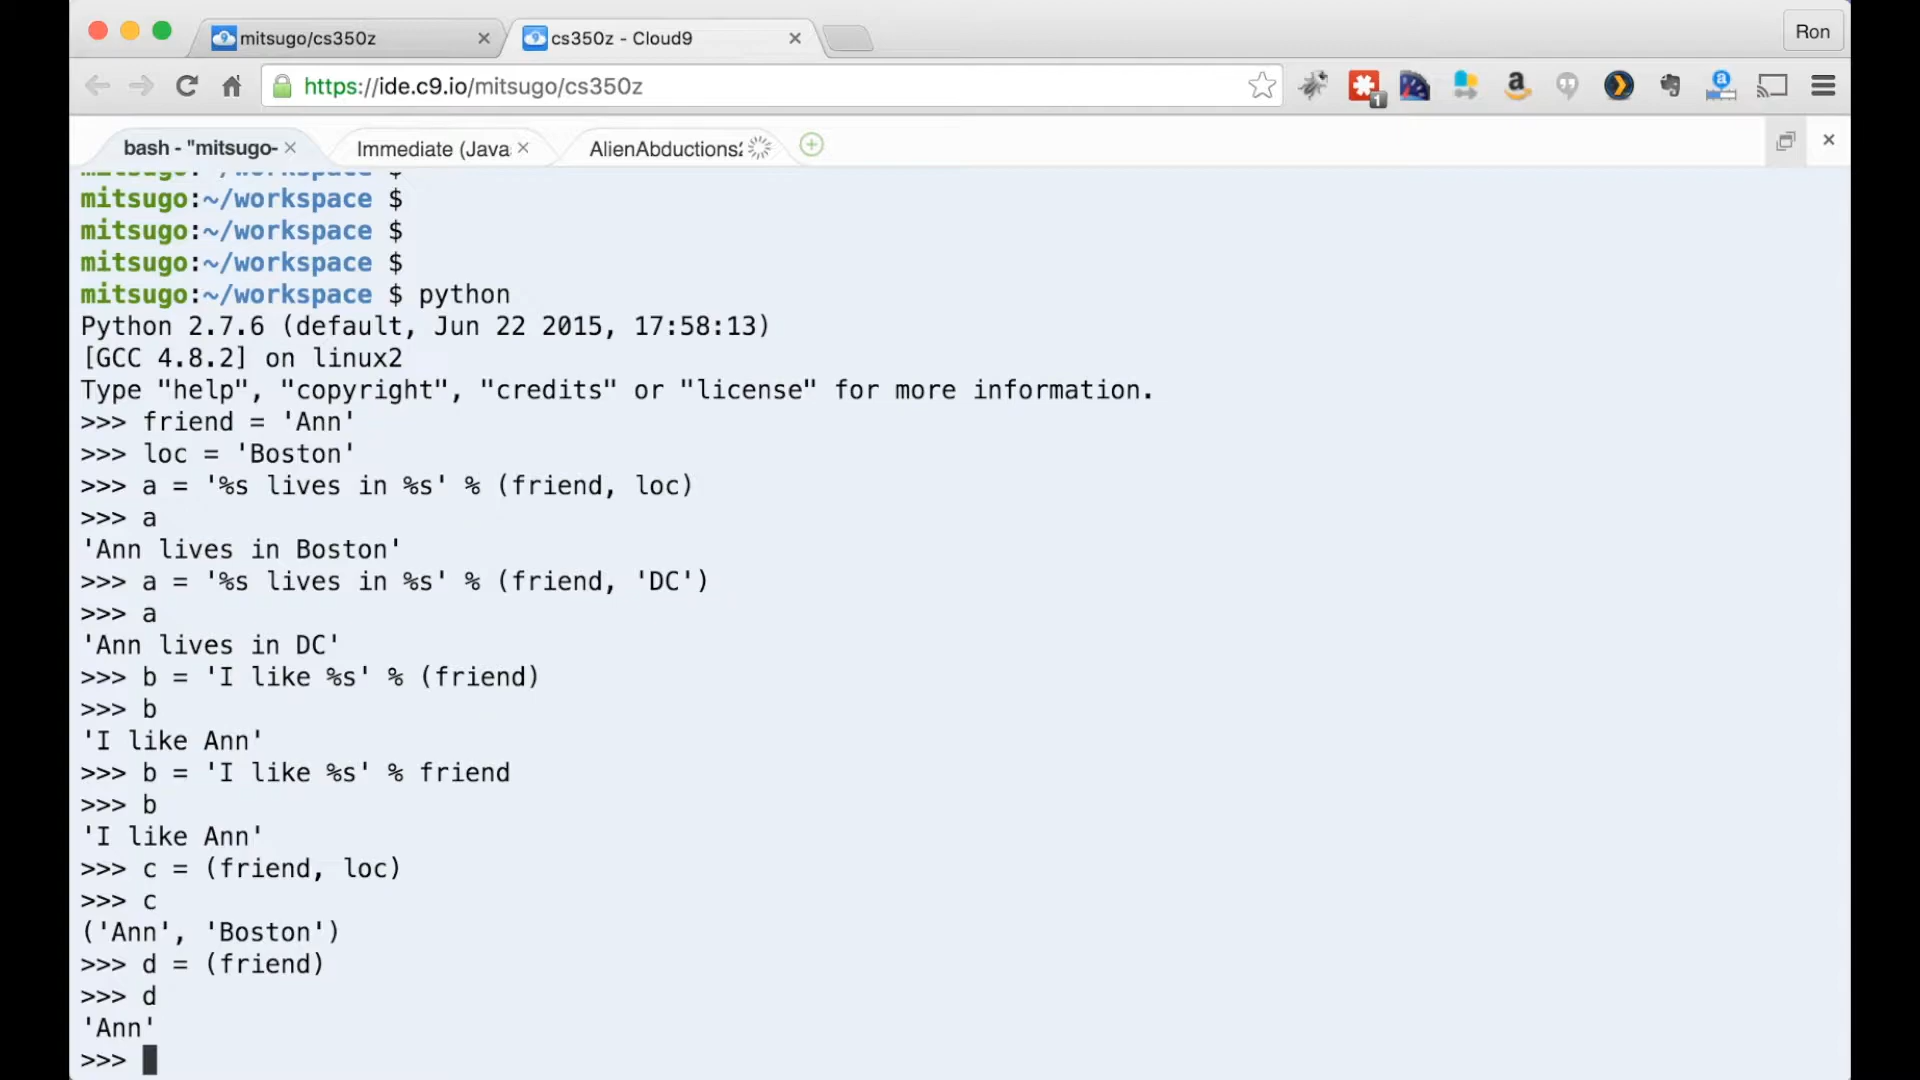 mitsugo/cs350z
cs350z - Cloud9
Ron
https://ide.c9.io/mitsugo/cs350z
1
bash - "mitsugo-
Immediate (Java
AlienAbductions
mitsugo:~/workspace $
mitsugo:~/workspace $
mitsugo:~/workspace $
mitsugo:~/workspace $
mitsugo:~/workspace $ python
Python 2.7.6 (default, Jun 22 2015, 17:58:13)
[GCC 4.8.2] on linux2
Type "help", "copyright", "credits" or "license" for more information.
>>> friend = 'Ann'
>>> loc = 'Boston'
>>> a = '%s lives in %s' % (friend, loc)
>>> a
'Ann lives in Boston'
>>> a = '%s lives in %s' % (friend, 'DC')
>>> a
'Ann lives in DC'
>>> b = 'I like %s' % (friend)
>>> b
'I like Ann'
>>> b = 'I like %s' % friend
>>> b
'I like Ann'
>>> c = (friend, loc)
>>> c
('Ann', 'Boston')
>>> d = (friend)
>>> d
'Ann'
>>>